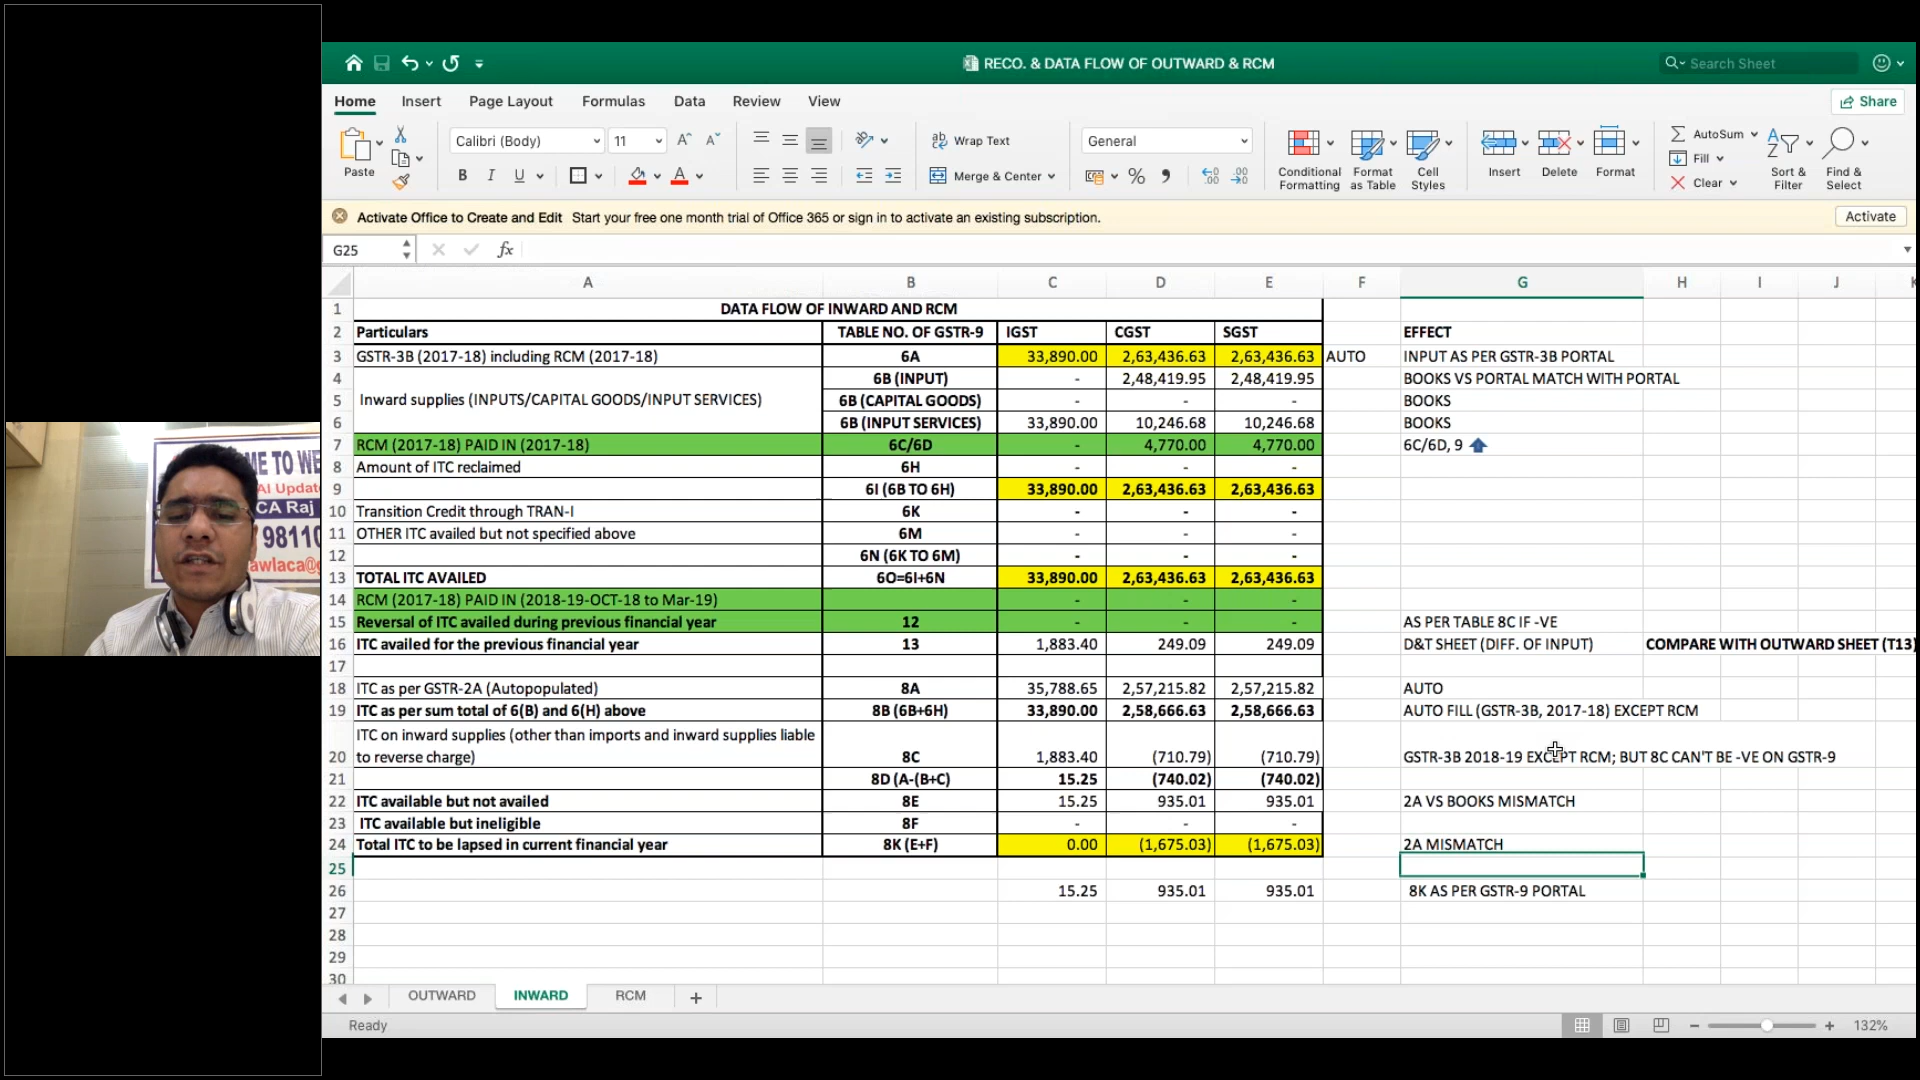 RECO. & DATA FLOW OF OUTWARD & RCM
Search Sheet
Home Insert Page Layout Formulas Data Review View
Share
Paste
Calibri (Body) 11
B I U
Wrap Text
Merge & Center
General
Conditional Formatting
Format as Table
Cell Styles
Insert Delete Format
AutoSum
Fill
Clear
Sort & Filter
Find & Select
Activate Office to Create and Edit Start your free one month trial of Office 365 or sign in to activate an existing subscription.
Activate
G25 fx
A B C D E F G H I J K
1 DATA FLOW OF INWARD AND RCM
2 Particulars TABLE NO. OF GSTR-9 IGST CGST SGST EFFECT
3 GSTR-3B (2017-18) including RCM (2017-18) 6A 33,890.00 2,63,436.63 2,63,436.63 AUTO INPUT AS PER GSTR-3B PORTAL
4 6B (INPUT) - 2,48,419.95 2,48,419.95 BOOKS VS PORTAL MATCH WITH PORTAL
5 Inward supplies (INPUTS/CAPITAL GOODS/INPUT SERVICES) 6B (CAPITAL GOODS) - - - BOOKS
6 6B (INPUT SERVICES) 33,890.00 10,246.68 10,246.68 BOOKS
7 RCM (2017-18) PAID IN (2017-18) 6C/6D - 4,770.00 4,770.00 6C/6D, 9
8 Amount of ITC reclaimed 6H - - -
9 6I (6B TO 6H) 33,890.00 2,63,436.63 2,63,436.63
10 Transition Credit through TRAN-I 6K - - -
11 OTHER ITC availed but not specified above 6M - - -
12 6N (6K TO 6M) - - -
13 TOTAL ITC AVAILED 6O=6I+6N 33,890.00 2,63,436.63 2,63,436.63
14 RCM (2017-18) PAID IN (2018-19-OCT-18 to Mar-19) - - -
15 Reversal of ITC availed during previous financial year 12 - - - AS PER TABLE 8C IF -VE
16 ITC availed for the previous financial year 13 1,883.40 249.09 249.09 D&T SHEET (DIFF. OF INPUT) COMPARE WITH OUTWARD SHEET (T13)
17
18 ITC as per GSTR-2A (Autopopulated) 8A 35,788.65 2,57,215.82 2,57,215.82 AUTO
19 ITC as per sum total of 6(B) and 6(H) above 8B (6B+6H) 33,890.00 2,58,666.63 2,58,666.63 AUTO FILL (GSTR-3B, 2017-18) EXCEPT RCM
ITC on inward supplies (other than imports and inward supplies liable
20 to reverse charge) 8C 1,883.40 (710.79) (710.79) GSTR-3B 2018-19 EXCEPT RCM; BUT 8C CAN'T BE -VE ON GSTR-9
21 8D (A-(B+C) 15.25 (740.02) (740.02)
22 ITC available but not availed 8E 15.25 935.01 935.01 2A VS BOOKS MISMATCH
23 ITC available but ineligible 8F - - -
24 Total ITC to be lapsed in current financial year 8K (E+F) 0.00 (1,675.03) (1,675.03) 2A MISMATCH
25
26 15.25 935.01 935.01 8K AS PER GSTR-9 PORTAL
27
28
29
30
OUTWARD INWARD RCM +
Ready 132%
ME TO WE
AI Updat
CA Raj
98110
awlaca@g